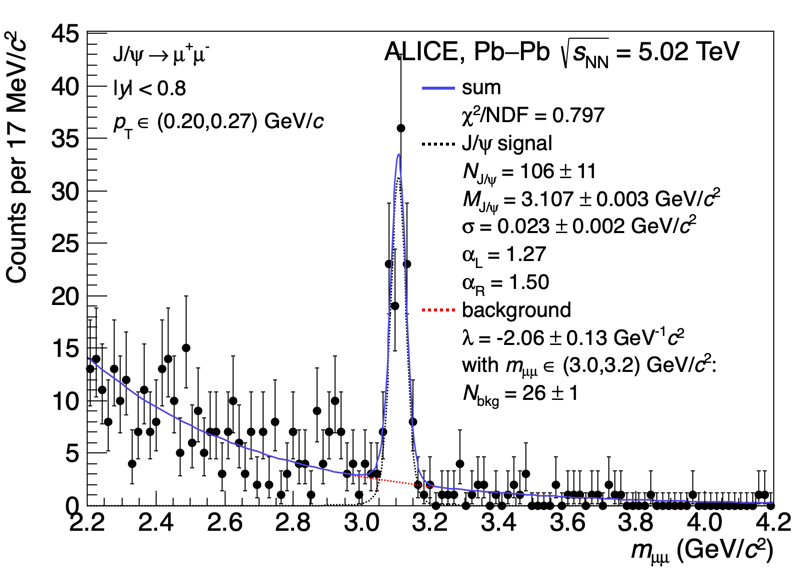 Counts per 17 MeV/c²
45
40
35
30
25
20
15
10
5
0
J/ψ → μ⁺μ⁻
|y| < 0.8
p_T ∈ (0.20,0.27) GeV/c
ALICE, Pb–Pb √s_NN = 5.02 TeV
sum
χ²/NDF = 0.797
J/ψ signal
N_J/ψ = 106 ± 11
M_J/ψ = 3.107 ± 0.003 GeV/c²
σ = 0.023 ± 0.002 GeV/c²
α_L = 1.27
α_R = 1.50
background
λ = -2.06 ± 0.13 GeV⁻¹c²
with m_μμ ∈ (3.0,3.2) GeV/c²:
N_bkg = 26 ± 1
2.2 2.4 2.6 2.8 3.0 3.2 3.4 3.6 3.8 4.0 4.2
m_μμ (GeV/c²)